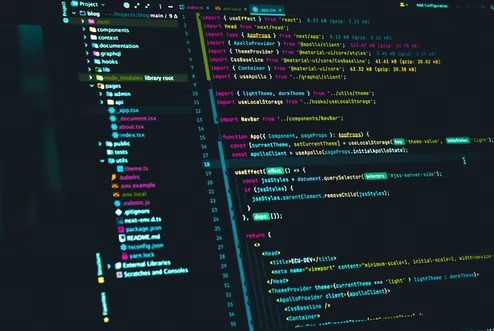 blog
main
components
context
documentation
graphql
hooks
lib
node_modules library root
pages
admin
api
_app.tsx
_document.tsx
about.tsx
index.tsx
public
tests
utils
theme.ts
.babelrc
.env.example
.env.local
.eslintrc.js
.gitignore
next-env.d.ts
package.json
README.md
tsconfig.json
yarn.lock
External Libraries
Scratches and Consoles
import { useEffect } from 'react';
import Head from 'next/head';
import type { AppProps } from 'next/app';
import { ApolloProvider } from '@apollo/client';
import { ThemeProvider } from '@material-ui/core/styles';
import CssBaseline from '@material-ui/core/CssBaseline';
import { Container } from '@material-ui/core';
import { useApollo } from '../graphql/client';
import { lightTheme, darkTheme } from '../utils/theme';
import useLocalStorage from '../hooks/useLocalStorage';
import NavBar from '../components/NavBar';
function App({ Component, pageProps }: AppProps) {
const [currentTheme, setCurrentTheme] = useLocalStorage( key: 'theme-value', 'light');
const apolloClient = useApollo(pageProps.initialApolloState);
useEffect( effect: () => {
const jssStyles = document.querySelector( selectors: '#jss-server-side');
if (jssStyles) {
jssStyles.parentElement.removeChild(jssStyles);
}
}, deps: []);
return (
<>
<Head>
<title>ECU-DEV</title>
<meta name="viewport" content="minimum-scale=1, initial-scale=1,
</Head>
<ThemeProvider theme={currentTheme === 'light' ? lightTheme : darkTheme}>
<ApolloProvider client={apolloClient}>
<CssBaseline />
<Container>